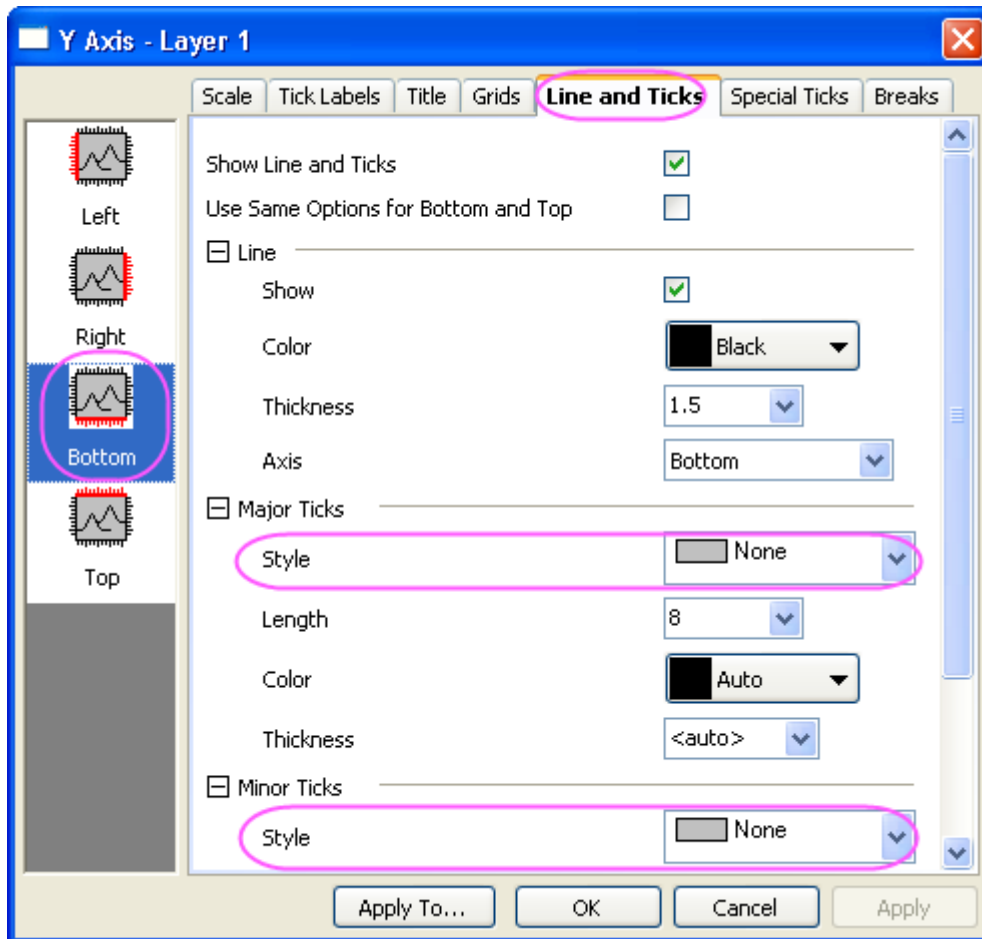 Y Axis - Layer 1
Scale Tick Labels Title Grids Line and Ticks Special Ticks Breaks
Left
Right
Bottom
Top
Show Line and Ticks
Use Same Options for Bottom and Top
Line
Show
Color Black
Thickness 1.5
Axis Bottom
Major Ticks
Style None
Length 8
Color Auto
Thickness <auto>
Minor Ticks
Style None
Apply To... OK Cancel Apply